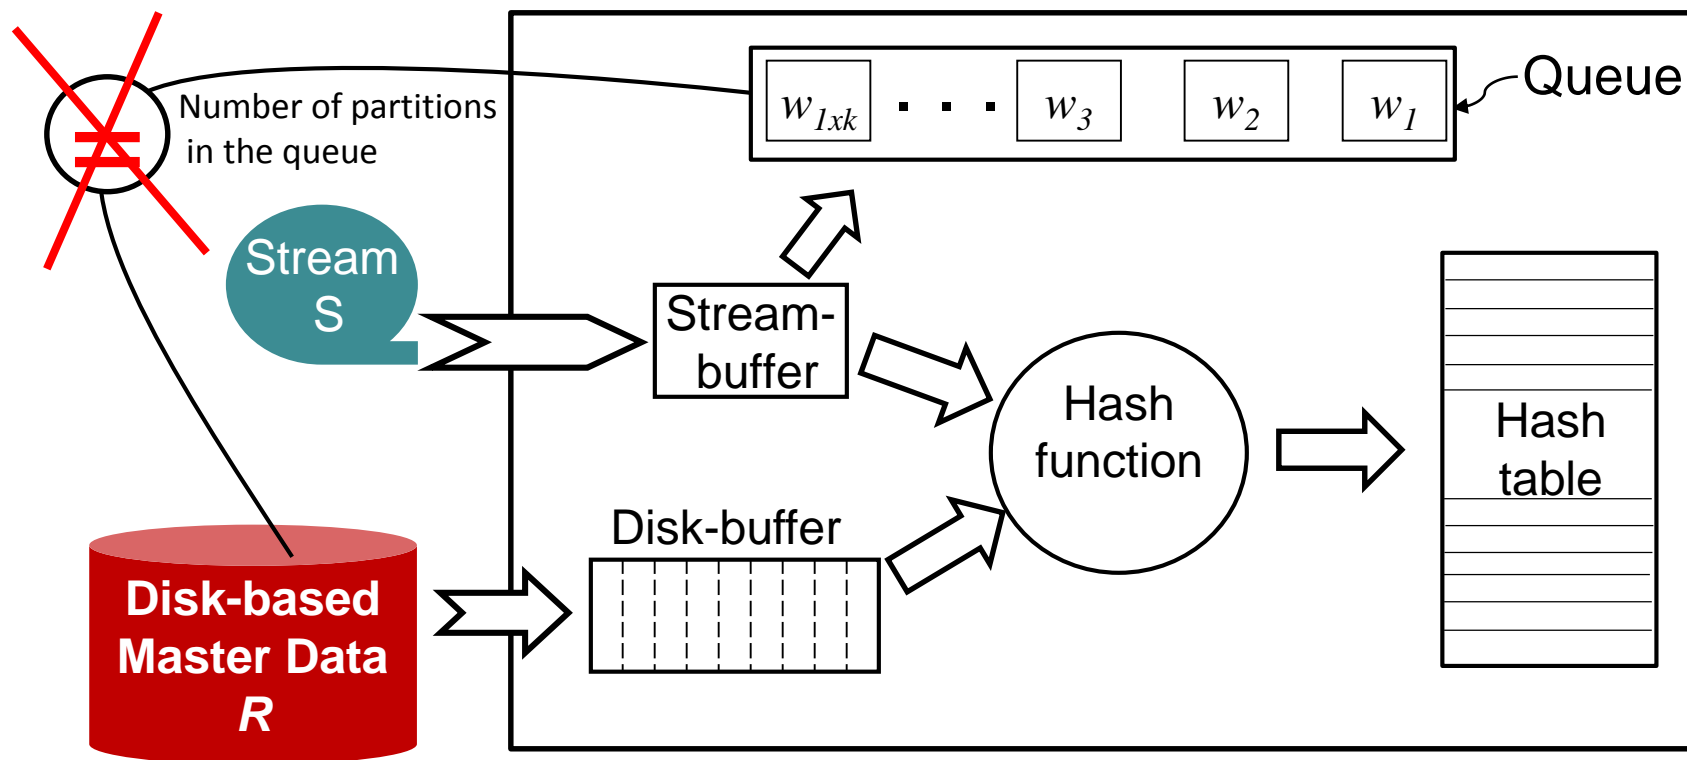 Number of partitions
in the queue
w1xk
. . .
w3
w2
w1
Queue
Stream
S
Stream-
buffer
Hash
function
Hash
table
Disk-buffer
Disk-based
Master Data
R
=